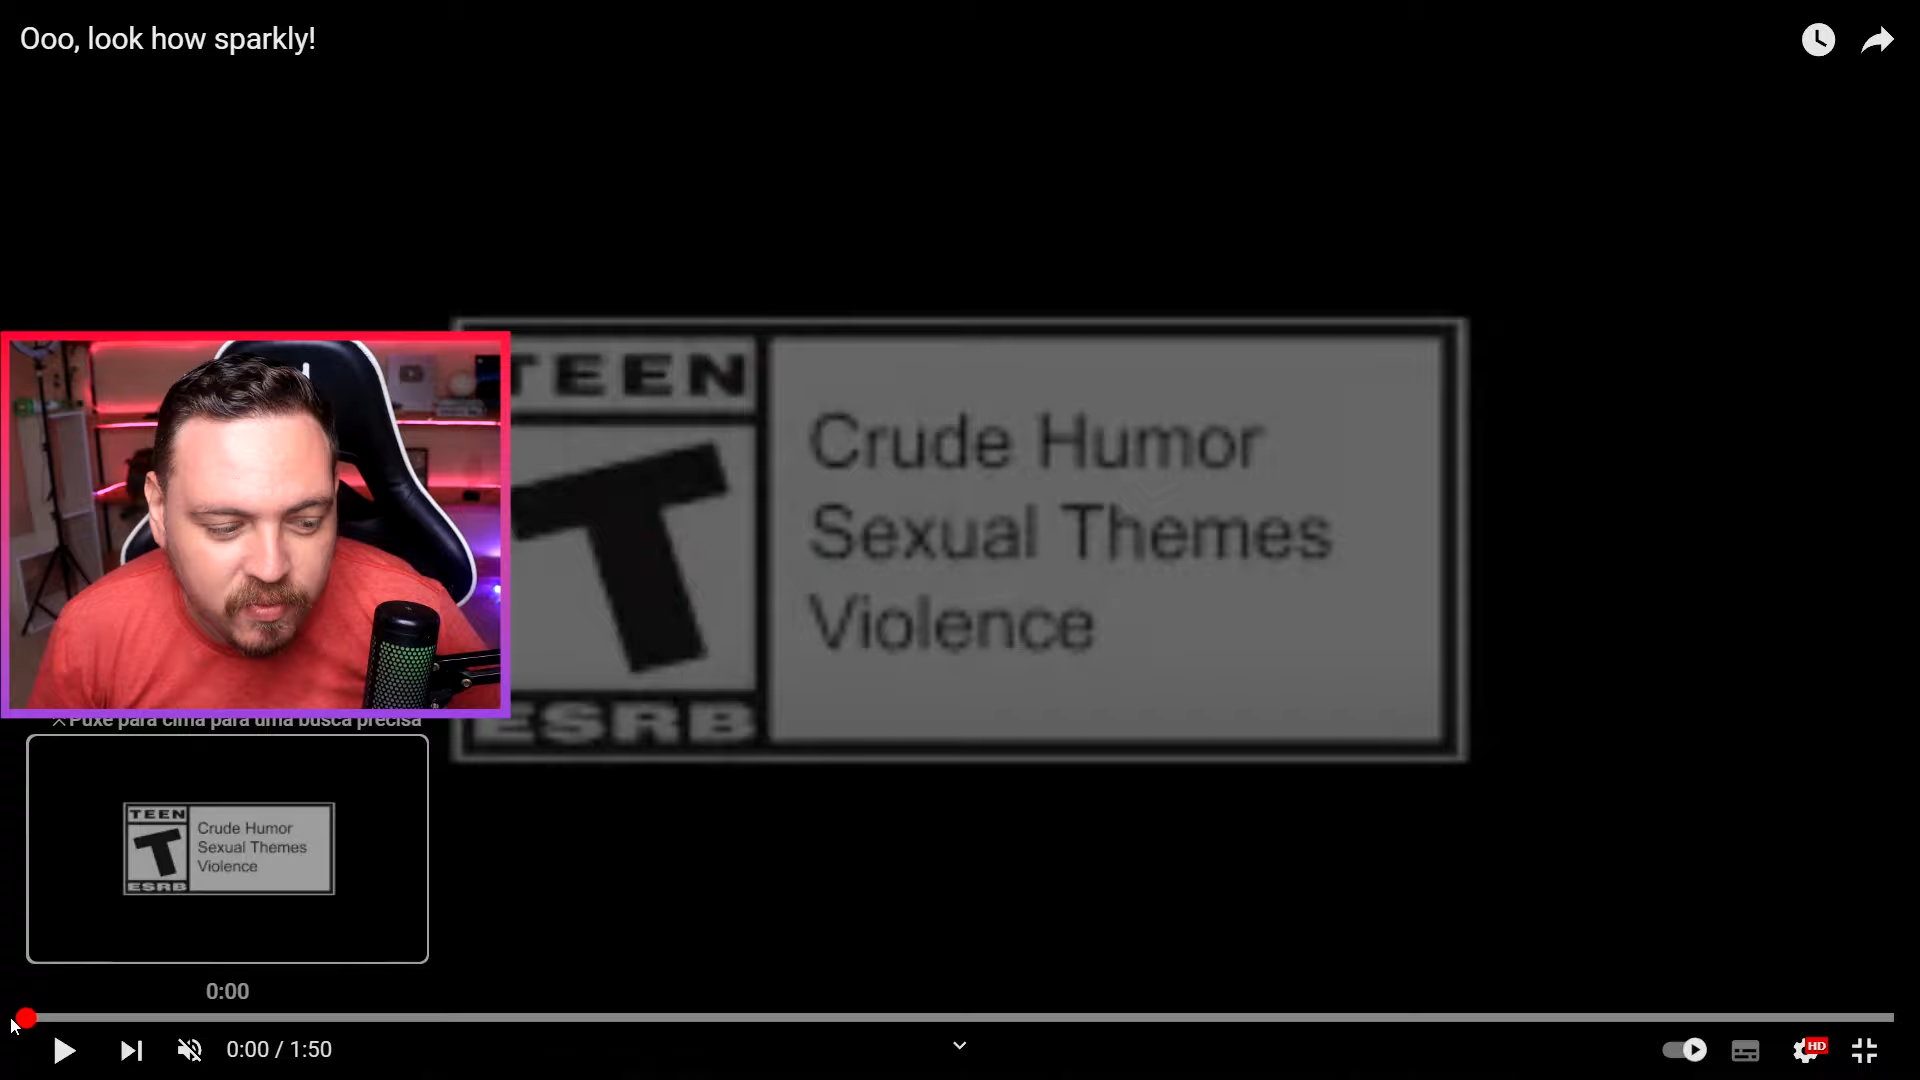 Ooo, look how sparkly!
TEEN
T
ESRB
Crude Humor
Sexual Themes
Violence
Puxe para cima para uma busca precisa
TEEN
T
ESRB
Crude Humor
Sexual Themes
Violence
0:00
0:00 / 1:50
HD